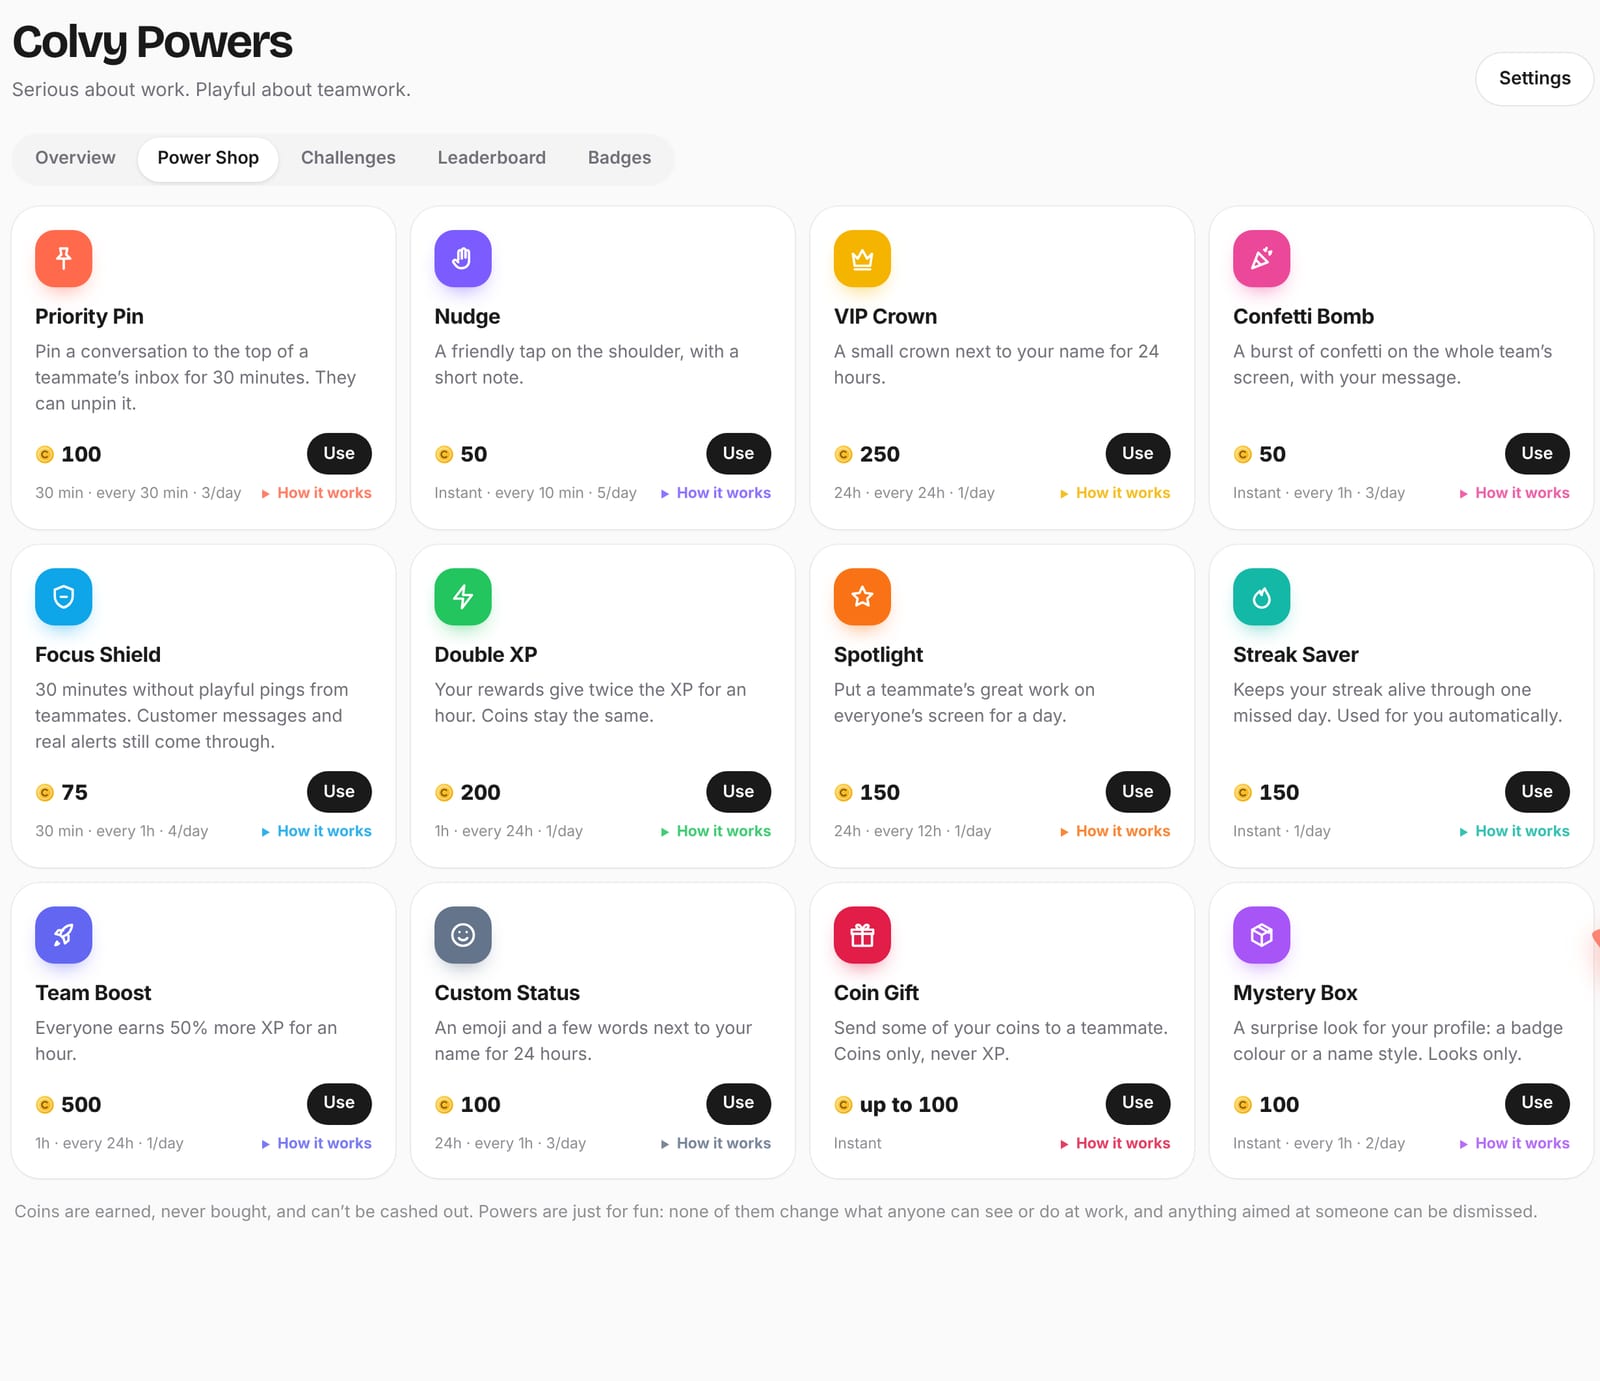 Colvy Powers
Serious about work. Playful about teamwork.
Settings
Overview
Power Shop
Challenges
Leaderboard
Badges
Priority Pin
Pin a conversation to the top of a
teammate’s inbox for 30 minutes. They
can unpin it.
C 100
Use
30 min · every 30 min · 3/day
How it works
Nudge
A friendly tap on the shoulder, with a
short note.
C 50
Use
Instant · every 10 min · 5/day
How it works
VIP Crown
A small crown next to your name for 24
hours.
C 250
Use
24h · every 24h · 1/day
How it works
Confetti Bomb
A burst of confetti on the whole team’s
screen, with your message.
C 50
Use
Instant · every 1h · 3/day
How it works
Focus Shield
30 minutes without playful pings from
teammates. Customer messages and
real alerts still come through.
C 75
Use
30 min · every 1h · 4/day
How it works
Double XP
Your rewards give twice the XP for an
hour. Coins stay the same.
C 200
Use
1h · every 24h · 1/day
How it works
Spotlight
Put a teammate’s great work on
everyone’s screen for a day.
C 150
Use
24h · every 12h · 1/day
How it works
Streak Saver
Keeps your streak alive through one
missed day. Used for you automatically.
C 150
Use
Instant · 1/day
How it works
Team Boost
Everyone earns 50% more XP for an
hour.
C 500
Use
1h · every 24h · 1/day
How it works
Custom Status
An emoji and a few words next to your
name for 24 hours.
C 100
Use
24h · every 1h · 3/day
How it works
Coin Gift
Send some of your coins to a teammate.
Coins only, never XP.
C up to 100
Use
Instant
How it works
Mystery Box
A surprise look for your profile: a badge
colour or a name style. Looks only.
C 100
Use
Instant · every 1h · 2/day
How it works
Coins are earned, never bought, and can’t be cashed out. Powers are just for fun: none of them change what anyone can see or do at work, and anything aimed at someone can be dismissed.